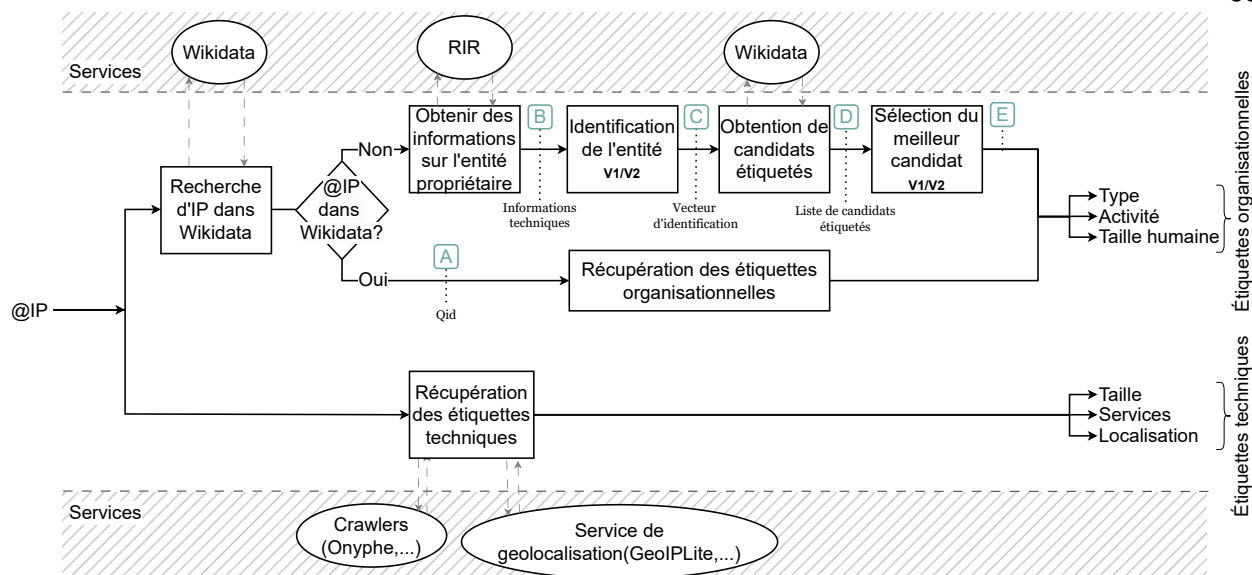 Services
Wikidata
RIR
Wikidata
@IP
Recherche
d'IP dans
Wikidata
@IP
dans
Wikidata?
Non
Oui
Obtenir des
informations
sur l'entité
propriétaire
B
Informations
techniques
Identification
de l'entité
V1/V2
C
Vecteur
d'identification
Obtention de
candidats
étiquetés
D
Liste de candidats
étiquetés
Sélection du
meilleur
candidat
V1/V2
E
A
Qid
Récupération des étiquettes
organisationnelles
Type
Activité
Taille humaine
Étiquettes organisationnelles
Récupération
des étiquettes
techniques
Taille
Services
Localisation
Étiquettes techniques
Services
Crawlers
(Onyphe,...)
Service de
geolocalisation(GeoIPLite,...)